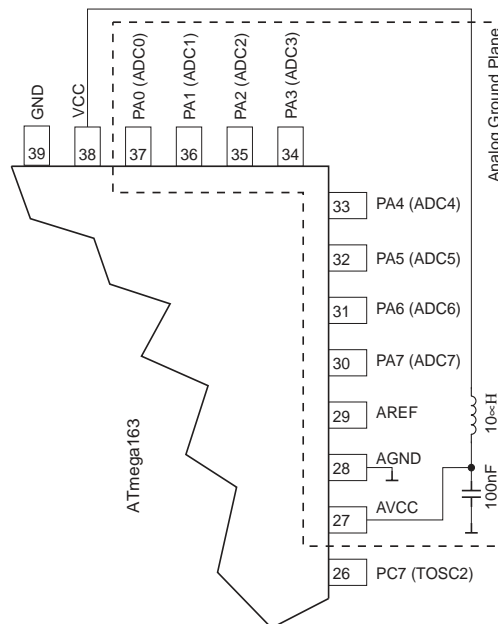 GND
VCC
PA0 (ADC0)
PA1 (ADC1)
PA2 (ADC2)
PA3 (ADC3)
Analog Ground Plane
39
38
37
36
35
34
33
PA4 (ADC4)
32
PA5 (ADC5)
31
PA6 (ADC6)
30
PA7 (ADC7)
29
AREF
28
AGND
27
AVCC
26
PC7 (TOSC2)
10∝H
100nF
ATmega163